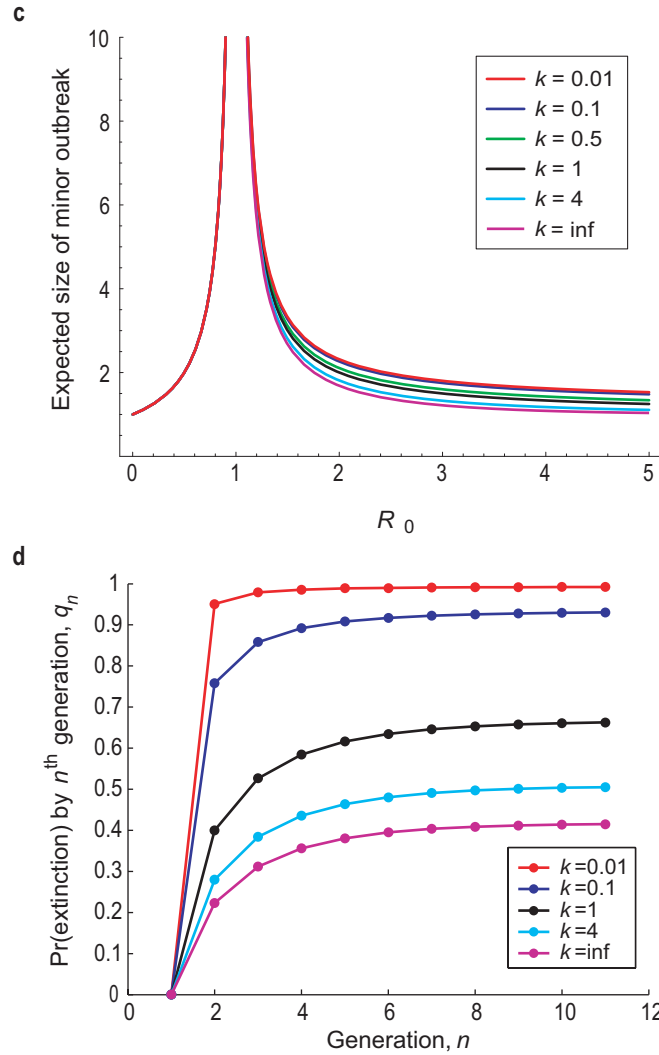 c
Expected size of minor outbreak
10
8
6
4
2
0 1 2 3 4 5
R 0
k = 0.01
k = 0.1
k = 0.5
k = 1
k = 4
k = inf
d
Pr(extinction) by nth generation, qn
1
0.9
0.8
0.7
0.6
0.5
0.4
0.3
0.2
0.1
0
0 2 4 6 8 10 12
Generation, n
k=0.01
k=0.1
k=1
k=4
k=inf